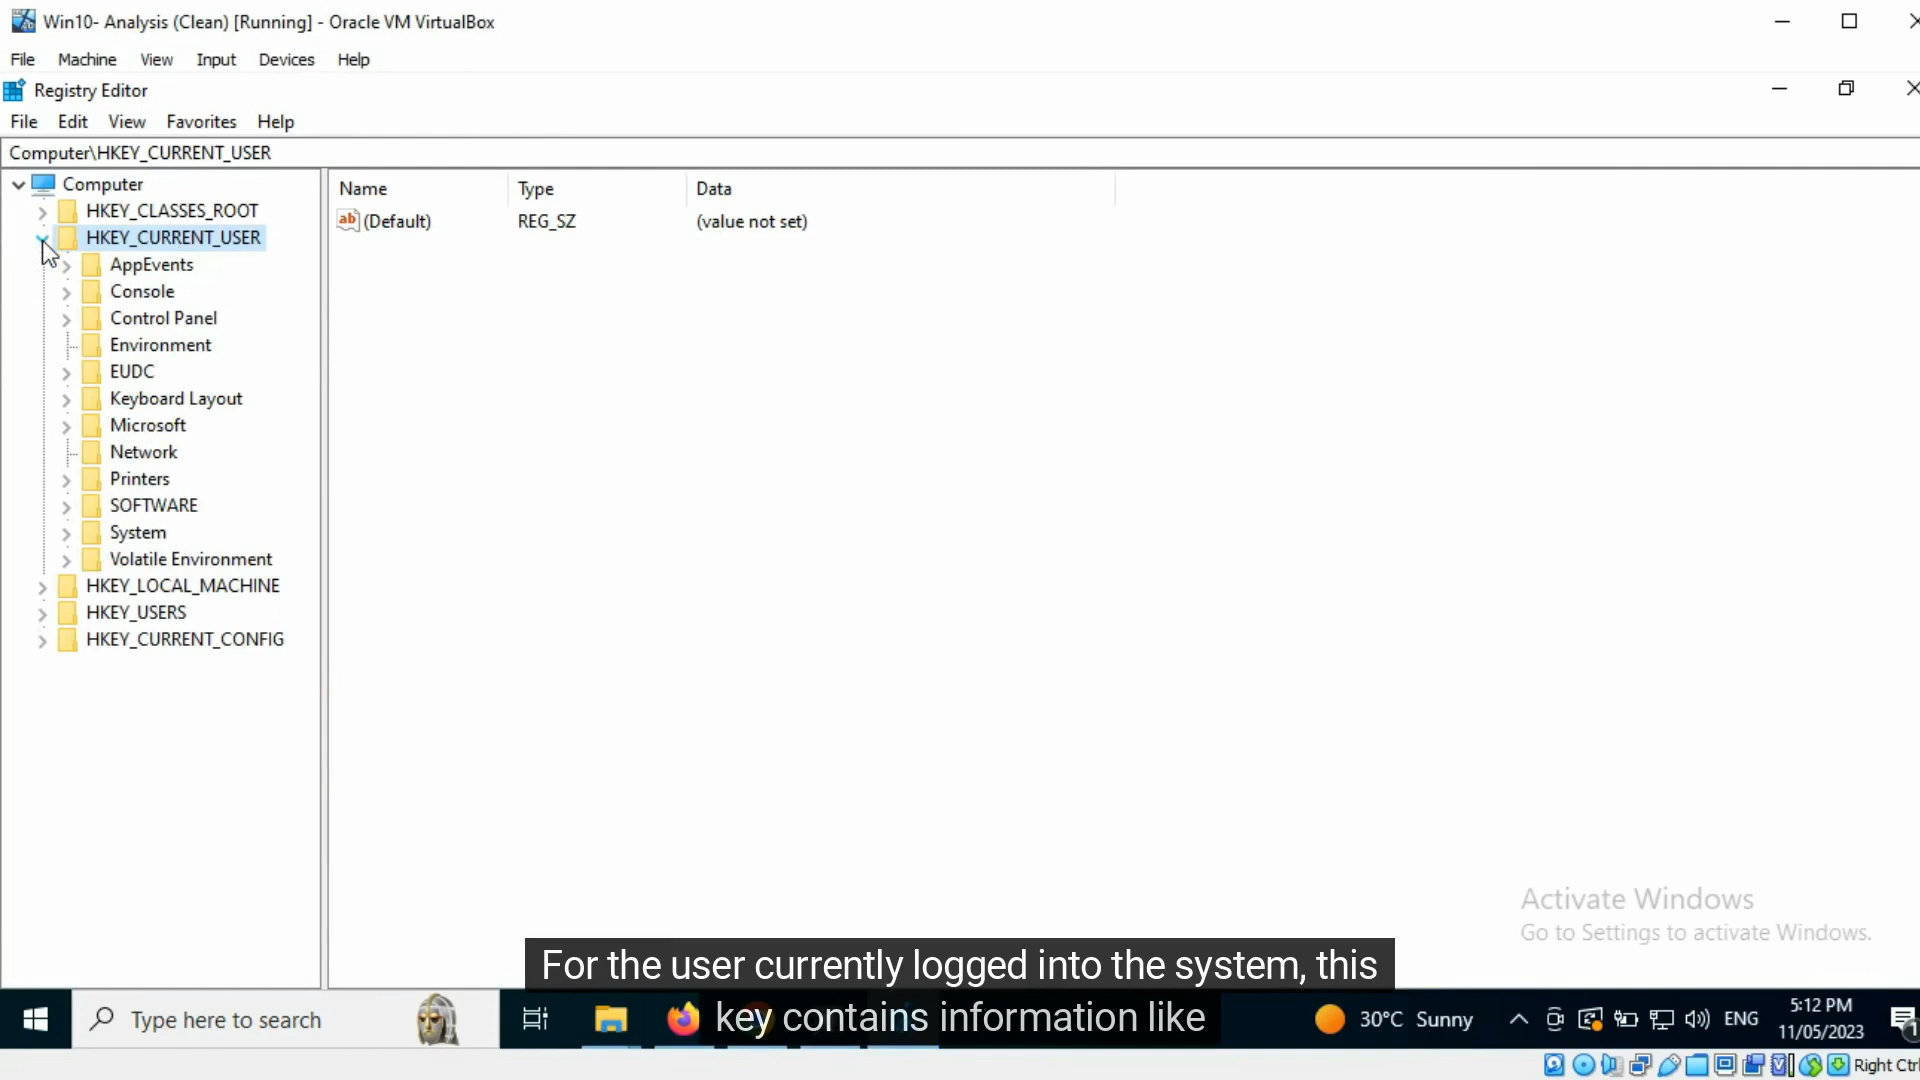 Win10- Analysis (Clean) [Running] - Oracle VM VirtualBox
File Machine View Input Devices Help
Registry Editor
File Edit View Favorites Help
Computer\HKEY_CURRENT_USER
Computer
HKEY_CLASSES_ROOT
HKEY_CURRENT_USER
AppEvents
Console
Control Panel
Environment
EUDC
Keyboard Layout
Microsoft
Network
Printers
SOFTWARE
System
Volatile Environment
HKEY_LOCAL_MACHINE
HKEY_USERS
HKEY_CURRENT_CONFIG
Name Type Data
ab (Default) REG_SZ (value not set)
Activate Windows
Go to Settings to activate Windows.
For the user currently logged into the system, this
key contains information like
Type here to search
30°C Sunny
ENG
5:12 PM
11/05/2023
1
Right Ctrl